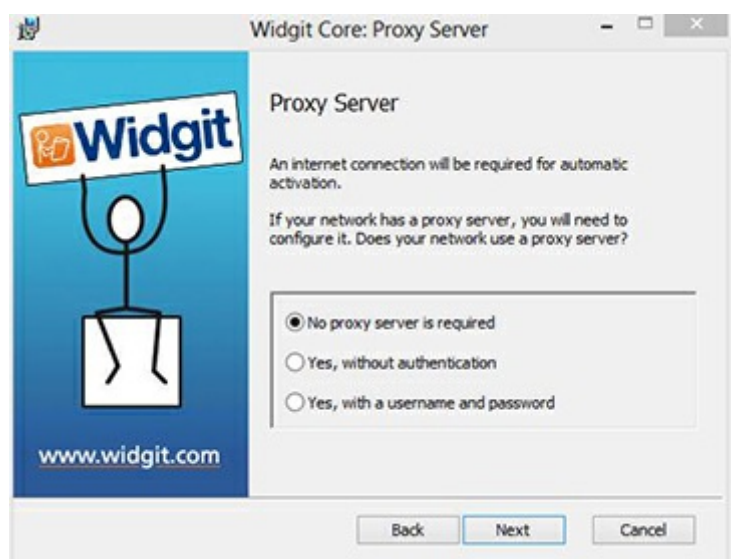 Widgit Core: Proxy Server
Widgit
www.widgit.com
Proxy Server
An internet connection will be required for automatic
activation.
If your network has a proxy server, you will need to
configure it. Does your network use a proxy server?
No proxy server is required
Yes, without authentication
Yes, with a username and password
Back Next Cancel